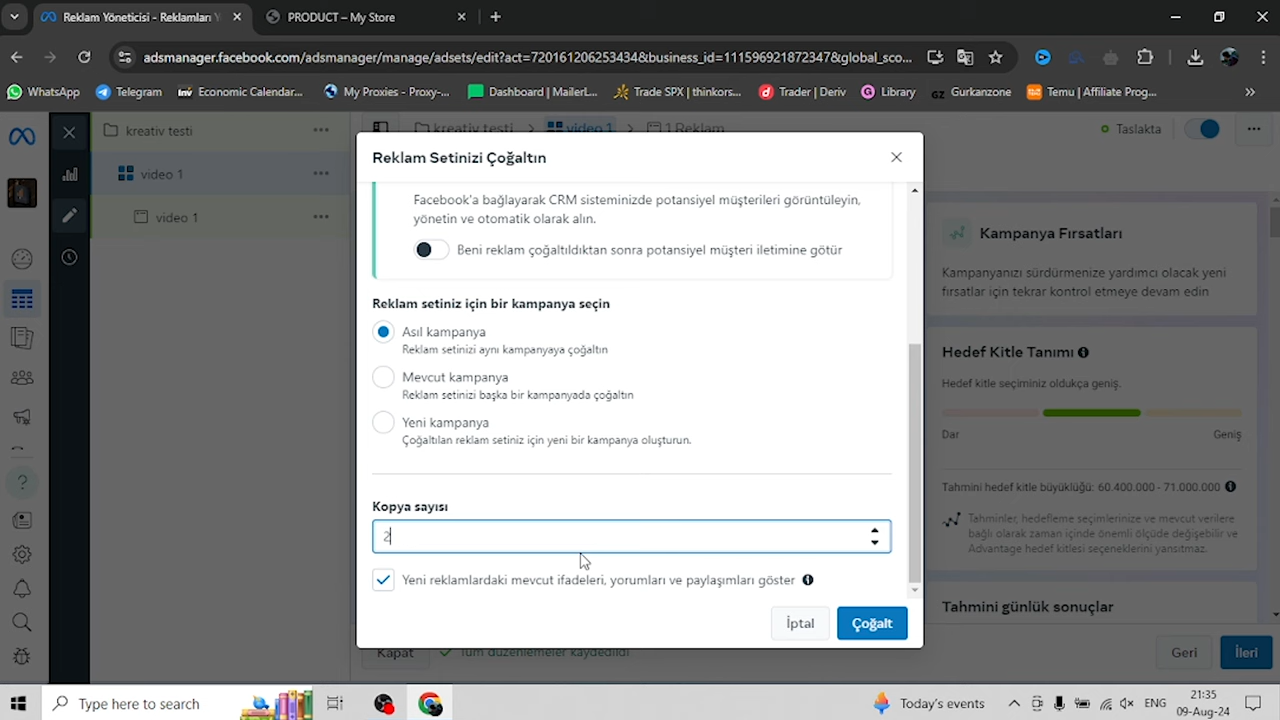 Reklam Yöneticisi - Reklamları Y
PRODUCT – My Store
adsmanager.facebook.com/adsmanager/manage/adsets/edit?act=720161206253434&business_id=111596921872347&global_sco...
WhatsApp
Telegram
Economic Calendar...
My Proxies - Proxy-...
Dashboard | MailerL...
Trade SPX | thinkors...
Trader | Deriv
Library
GZ Gurkanzone
Temu | Affiliate Prog...
kreativ testi
video 1
video 1
kreativ testi
video 1
1 Reklam
Taslakta
Reklam Setinizi Çoğaltın
Facebook'a bağlayarak CRM sisteminizde potansiyel müşterileri görüntüleyin,
yönetin ve otomatik olarak alın.
Beni reklam çoğaltıldıktan sonra potansiyel müşteri iletimine götür
Reklam setiniz için bir kampanya seçin
Asıl kampanya
Reklam setinizi aynı kampanyaya çoğaltın
Mevcut kampanya
Reklam setinizi başka bir kampanyada çoğaltın
Yeni kampanya
Çoğaltılan reklam setiniz için yeni bir kampanya oluşturun.
Kopya sayısı
2
Yeni reklamlardaki mevcut ifadeleri, yorumları ve paylaşımları göster
İptal
Çoğalt
Kampanya Fırsatları
Kampanyanızı sürdürmenize yardımcı olacak yeni
fırsatlar için tekrar kontrol etmeye devam edin
Hedef Kitle Tanımı
Hedef kitle seçiminiz oldukça geniş.
Dar
Geniş
Tahmini hedef kitle büyüklüğü: 60.400.000 - 71.000.000
Tahminler, hedefleme seçimlerinize ve mevcut verilere
bağlı olarak zaman içinde önemli ölçüde değişebilir ve
Advantage hedef kitlesi seçeneklerini yansıtmaz.
Tahmini günlük sonuçlar
Kapat
Tüm düzenlemeler kaydedildi
Geri
İleri
Type here to search
Today's events
ENG
21:35
09-Aug-24